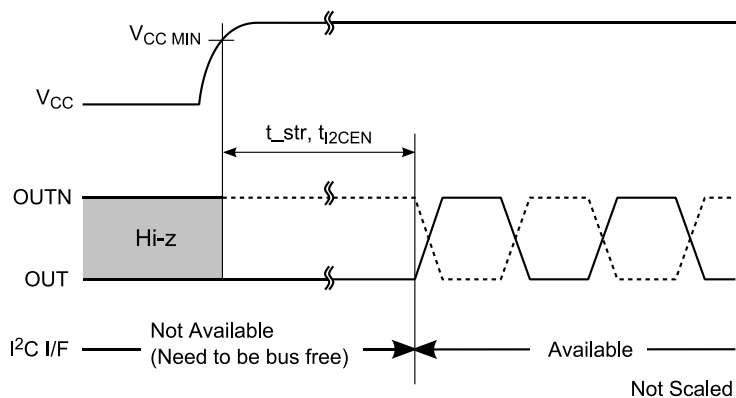 V_CC MIN
V_CC
t_str, t_I2CEN
OUTN
Hi-z
OUT
I²C I/F
Not Available
(Need to be bus free)
Available
Not Scaled